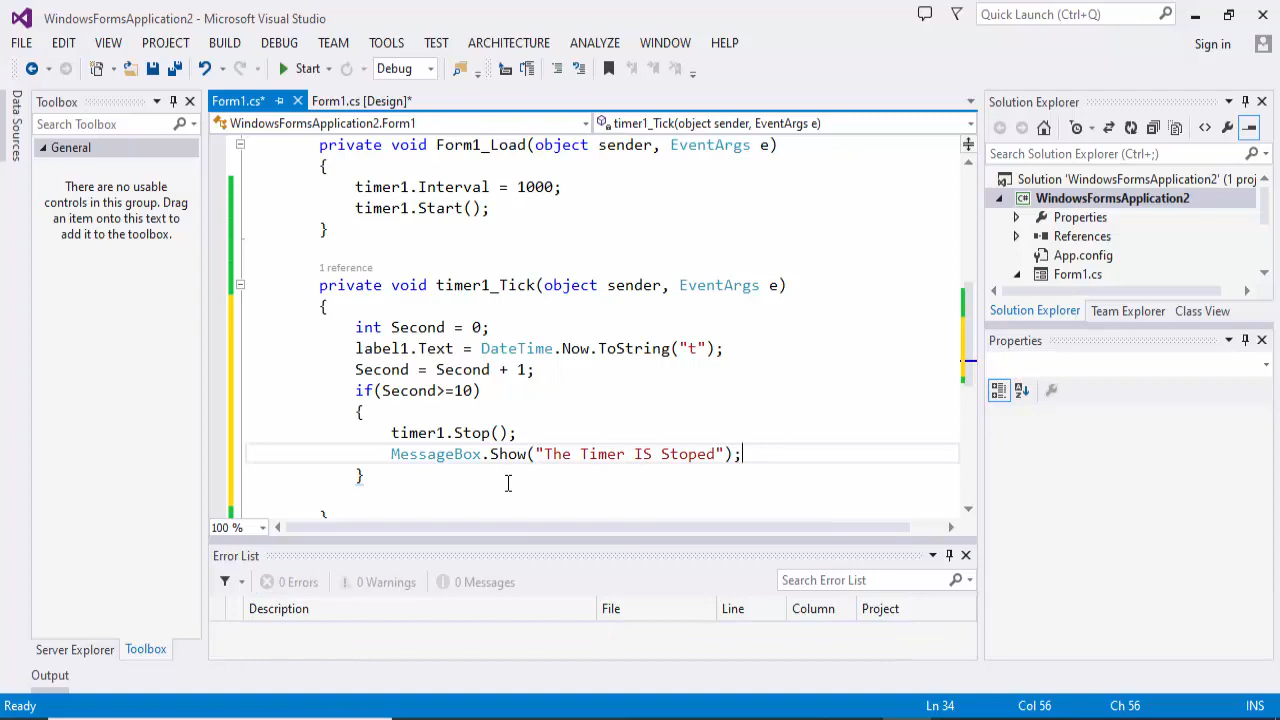 WindowsFormsApplication2 - Microsoft Visual Studio
Quick Launch (Ctrl+Q)
FILE EDIT VIEW PROJECT BUILD DEBUG TEAM TOOLS TEST ARCHITECTURE ANALYZE WINDOW HELP
Sign in
Start Debug
Data Sources
Toolbox
Search Toolbox
General
There are no usable
controls in this group. Drag
an item onto this text to
add it to the toolbox.
Server Explorer Toolbox
Form1.cs* Form1.cs [Design]*
WindowsFormsApplication2.Form1 timer1_Tick(object sender, EventArgs e)
private void Form1_Load(object sender, EventArgs e)
{
timer1.Interval = 1000;
timer1.Start();
}
1 reference
private void timer1_Tick(object sender, EventArgs e)
{
int Second = 0;
label1.Text = DateTime.Now.ToString("t");
Second = Second + 1;
if(Second>=10)
{
timer1.Stop();
MessageBox.Show("The Timer IS Stoped");
}
}
100 %
Error List
0 Errors 0 Warnings 0 Messages
Search Error List
Description File Line Column Project
Solution Explorer
Search Solution Explorer (Ctrl+;)
Solution 'WindowsFormsApplication2' (1 proj
WindowsFormsApplication2
Properties
References
App.config
Form1.cs
Solution Explorer Team Explorer Class View
Properties
Output
Ready Ln 34 Col 56 Ch 56 INS